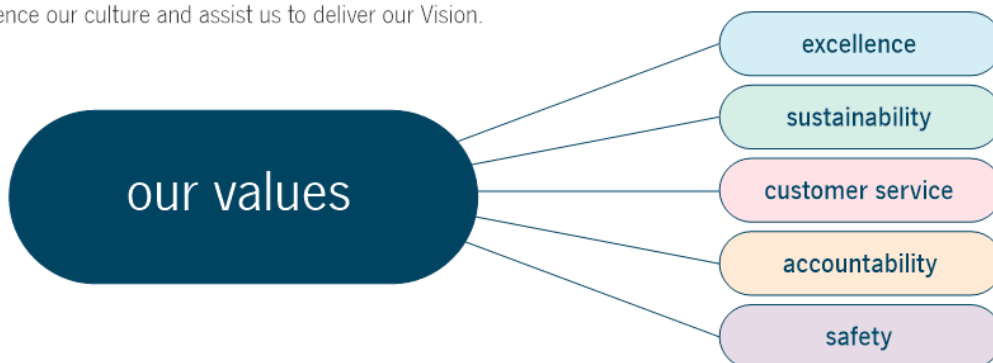 ence our culture and assist us to deliver our Vision.
excellence
sustainability
our values
customer service
accountability
safety